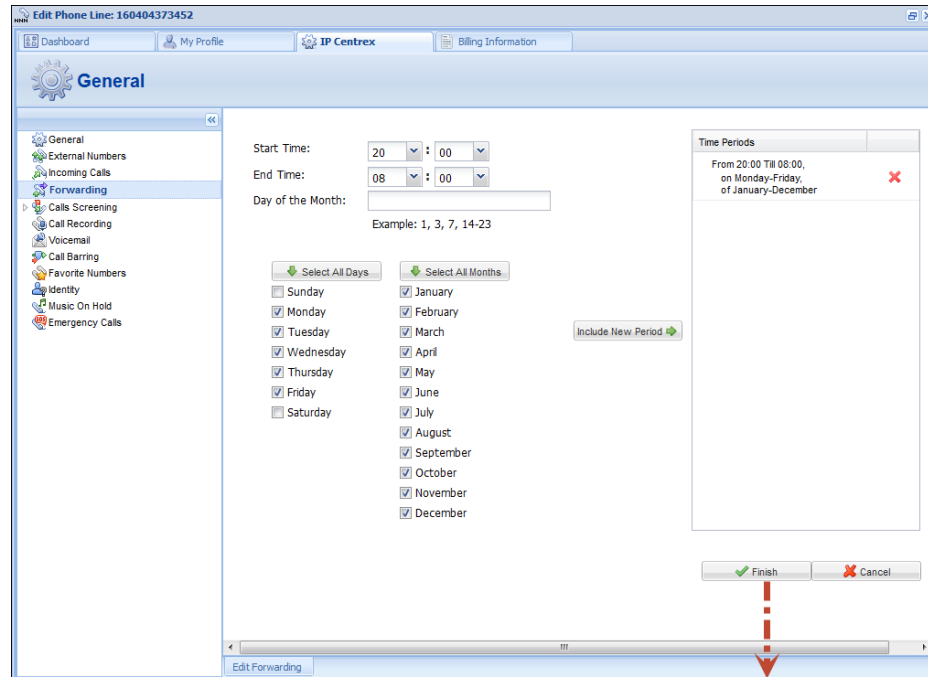 Edit Phone Line: 160404373452
Dashboard
My Profile
IP Centrex
Billing Information
General
General
External Numbers
Incoming Calls
Forwarding
Calls Screening
Call Recording
Voicemail
Call Barring
Favorite Numbers
Identity
Music On Hold
Emergency Calls
Start Time: 20 : 00
End Time: 08 : 00
Day of the Month:
Example: 1, 3, 7, 14-23
Select All Days
Sunday
Monday
Tuesday
Wednesday
Thursday
Friday
Saturday
Select All Months
January
February
March
April
May
June
July
August
September
October
November
December
Include New Period
Time Periods
From 20:00 Till 08:00,
on Monday-Friday,
of January-December
Finish
Cancel
Edit Forwarding